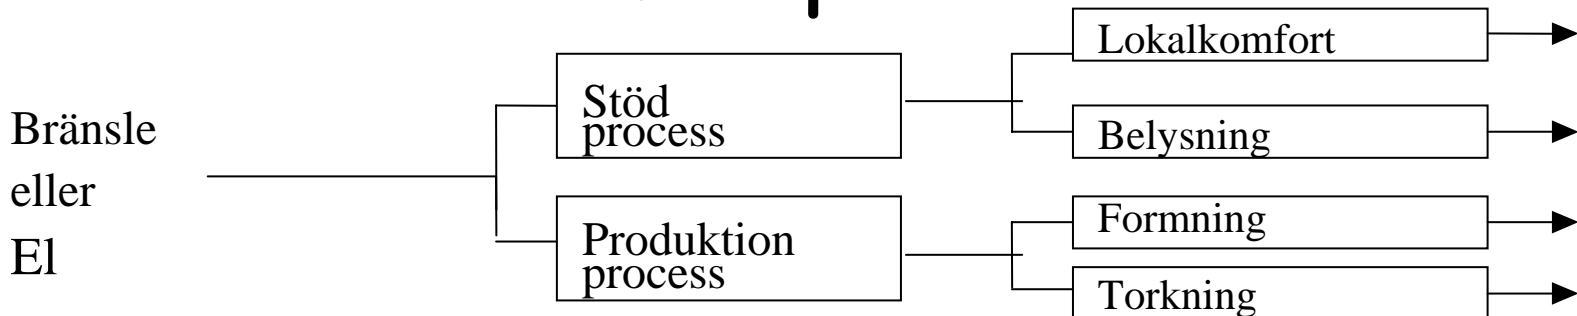 Bränsle
eller
El
Stöd
process
Produktion
process
Lokalkomfort
Belysning
Formning
Torkning